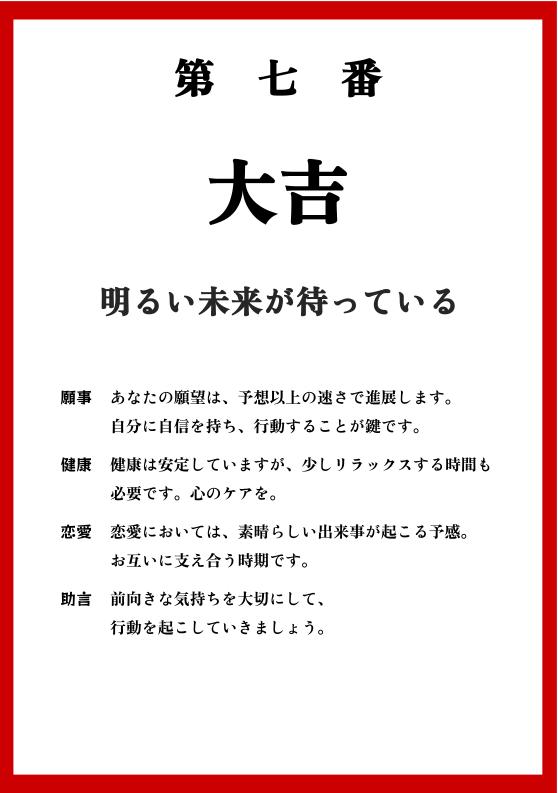 第 七 番
大吉
明るい未来が待っている
願事 あなたの願望は、予想以上の速さで進展します。
自分に自信を持ち、行動することが鍵です。
健康 健康は安定していますが、少しリラックスする時間も
必要です。心のケアを。
恋愛 恋愛においては、素晴らしい出来事が起こる予感。
お互いに支え合う時期です。
助言 前向きな気持ちを大切にして、
行動を起こしていきましょう。